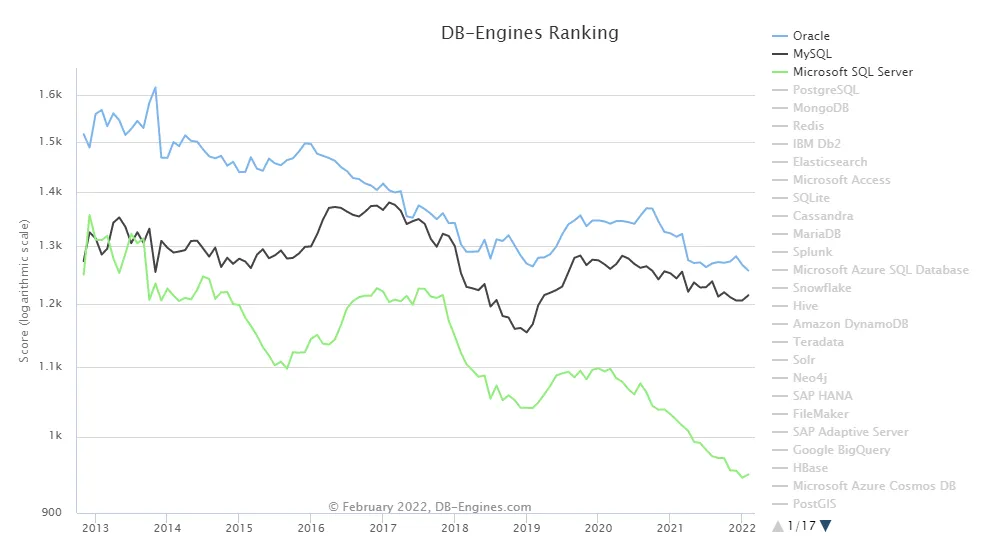 DB-Engines Ranking
Score (logarithmic scale)
1.6k
1.5k
1.4k
1.3k
1.2k
1.1k
1k
900
2013 2014 2015 2016 2017 2018 2019 2020 2021 2022
© February 2022, DB-Engines.com
Oracle
MySQL
Microsoft SQL Server
PostgreSQL
MongoDB
Redis
IBM Db2
Elasticsearch
Microsoft Access
SQLite
Cassandra
MariaDB
Splunk
Microsoft Azure SQL Database
Snowflake
Hive
Amazon DynamoDB
Teradata
Solr
Neo4j
SAP HANA
FileMaker
SAP Adaptive Server
Google BigQuery
HBase
Microsoft Azure Cosmos DB
PostGIS
1/17